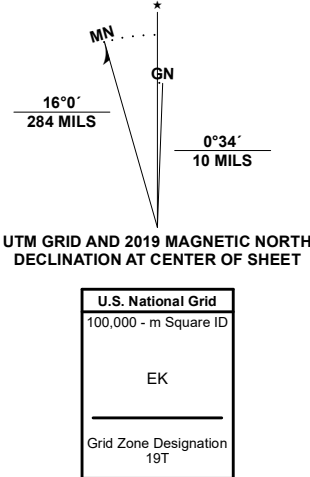 ★
MN
GN
16°0´
284 MILS
0°34´
10 MILS
UTM GRID AND 2019 MAGNETIC NORTH
DECLINATION AT CENTER OF SHEET
U.S. National Grid
100,000 - m Square ID
EK
Grid Zone Designation
19T